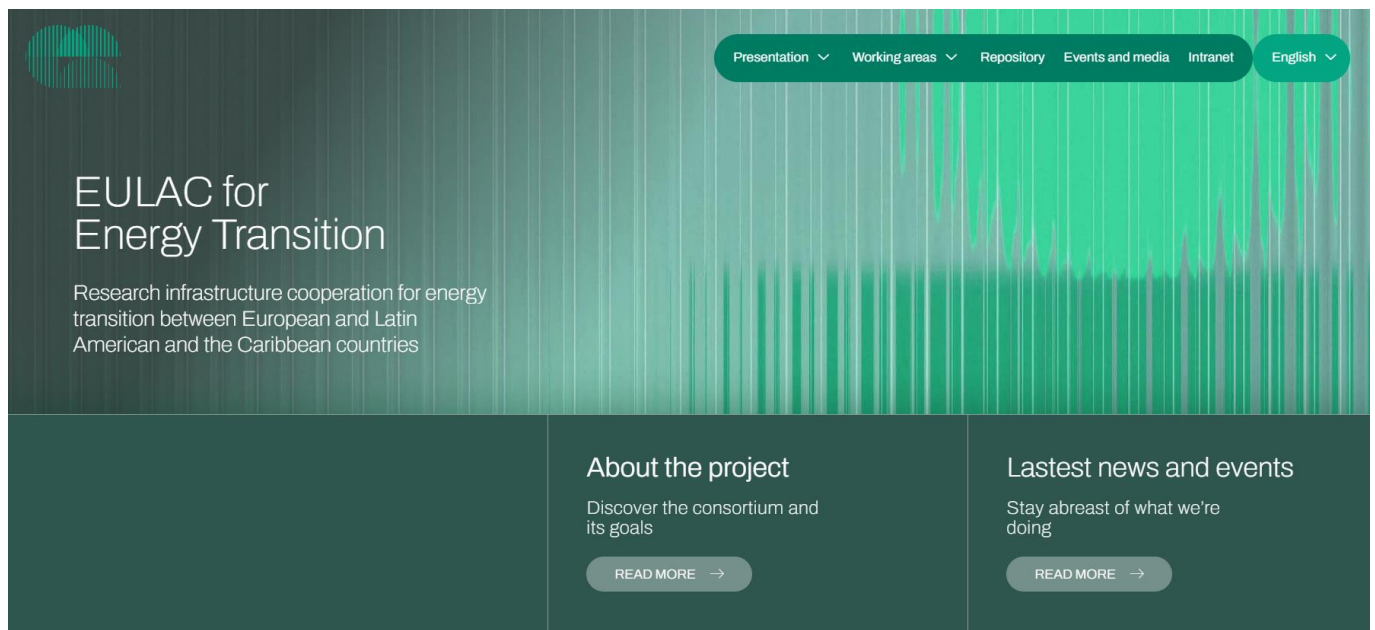 Presentation
Working areas
Repository
Events and media
Intranet
English
EULAC for
Energy Transition
Research infrastructure cooperation for energy
transition between European and Latin
American and the Caribbean countries
About the project
Discover the consortium and
its goals
READ MORE
Lastest news and events
Stay abreast of what we're
doing
READ MORE